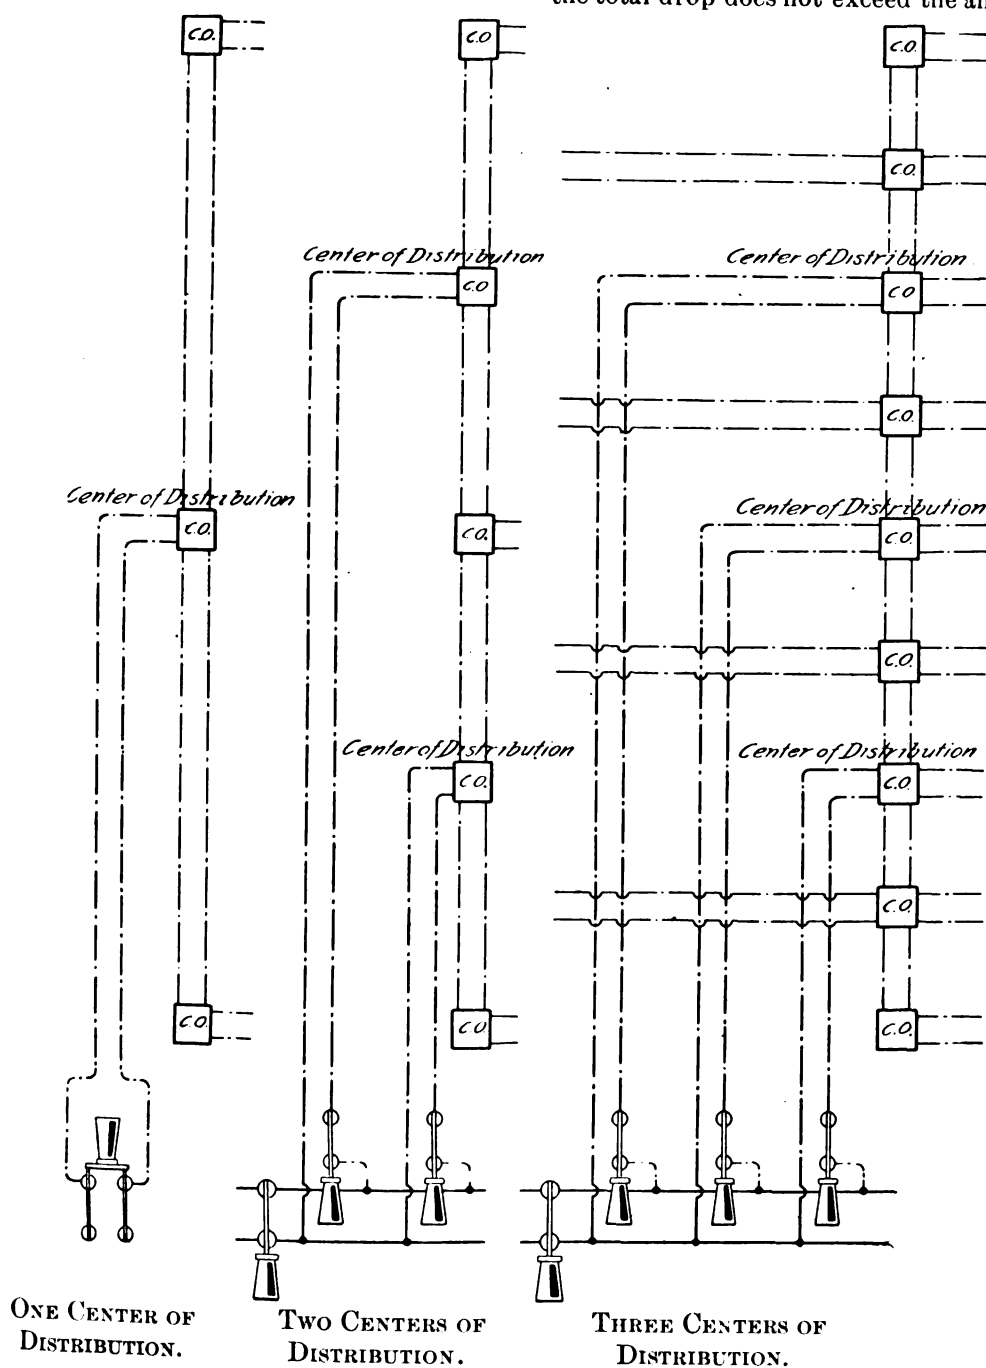 the total drop does not exceed the an
C.O.
C.O
C.O.
C.O.
Center of Distribution
Center of Distribution
C.O
C.O
C.O.
Center of Distribution
Center of Distribution
C.O.
C.O.
C.O.
C.O.
Center of Distribution
Center of Distribution
C.O.
C.O.
C.O.
C.O.
C.O
C.O.
ONE CENTER OF
DISTRIBUTION.
TWO CENTERS OF
DISTRIBUTION.
THREE CENTERS OF
DISTRIBUTION.